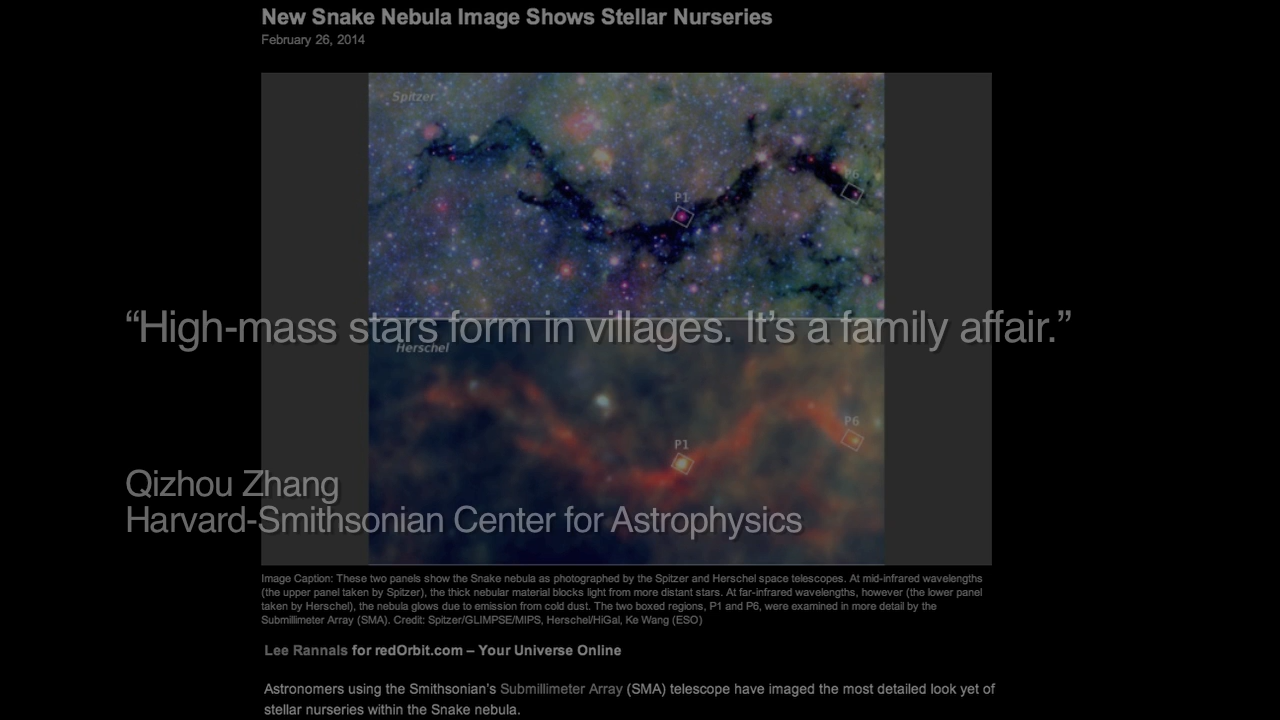 New Snake Nebula Image Shows Stellar Nurseries
February 26, 2014
Spitzer
P1
P6
“High-mass stars form in villages. It’s a family affair.”
Herschel
P1
P6
Qizhou Zhang
Harvard-Smithsonian Center for Astrophysics
Image Caption: These two panels show the Snake nebula as photographed by the Spitzer and Herschel space telescopes. At mid-infrared wavelengths
(the upper panel taken by Spitzer), the thick nebular material blocks light from more distant stars. At far-infrared wavelengths, however (the lower panel
taken by Herschel), the nebula glows due to emission from cold dust. The two boxed regions, P1 and P6, were examined in more detail by the
Submillimeter Array (SMA). Credit: Spitzer/GLIMPSE/MIPS, Herschel/HiGal, Ke Wang (ESO)
Lee Rannals for redOrbit.com – Your Universe Online
Astronomers using the Smithsonian’s Submillimeter Array (SMA) telescope have imaged the most detailed look yet of
stellar nurseries within the Snake nebula.